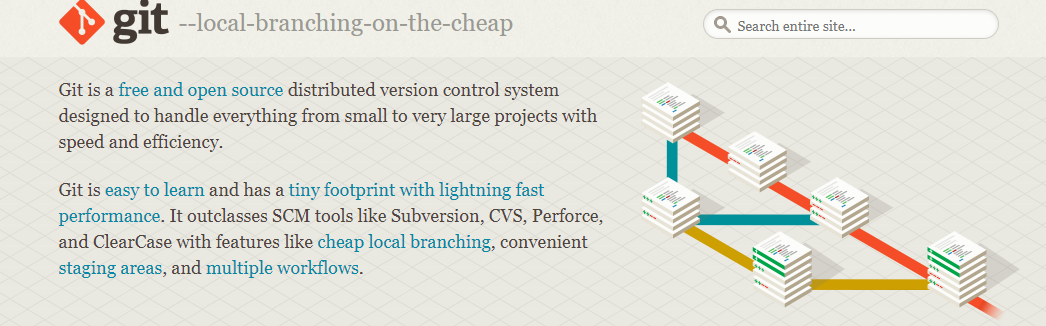 git --local-branching-on-the-cheap
Search entire site...
Git is a free and open source distributed version control system
designed to handle everything from small to very large projects with
speed and efficiency.
Git is easy to learn and has a tiny footprint with lightning fast
performance. It outclasses SCM tools like Subversion, CVS, Perforce,
and ClearCase with features like cheap local branching, convenient
staging areas, and multiple workflows.